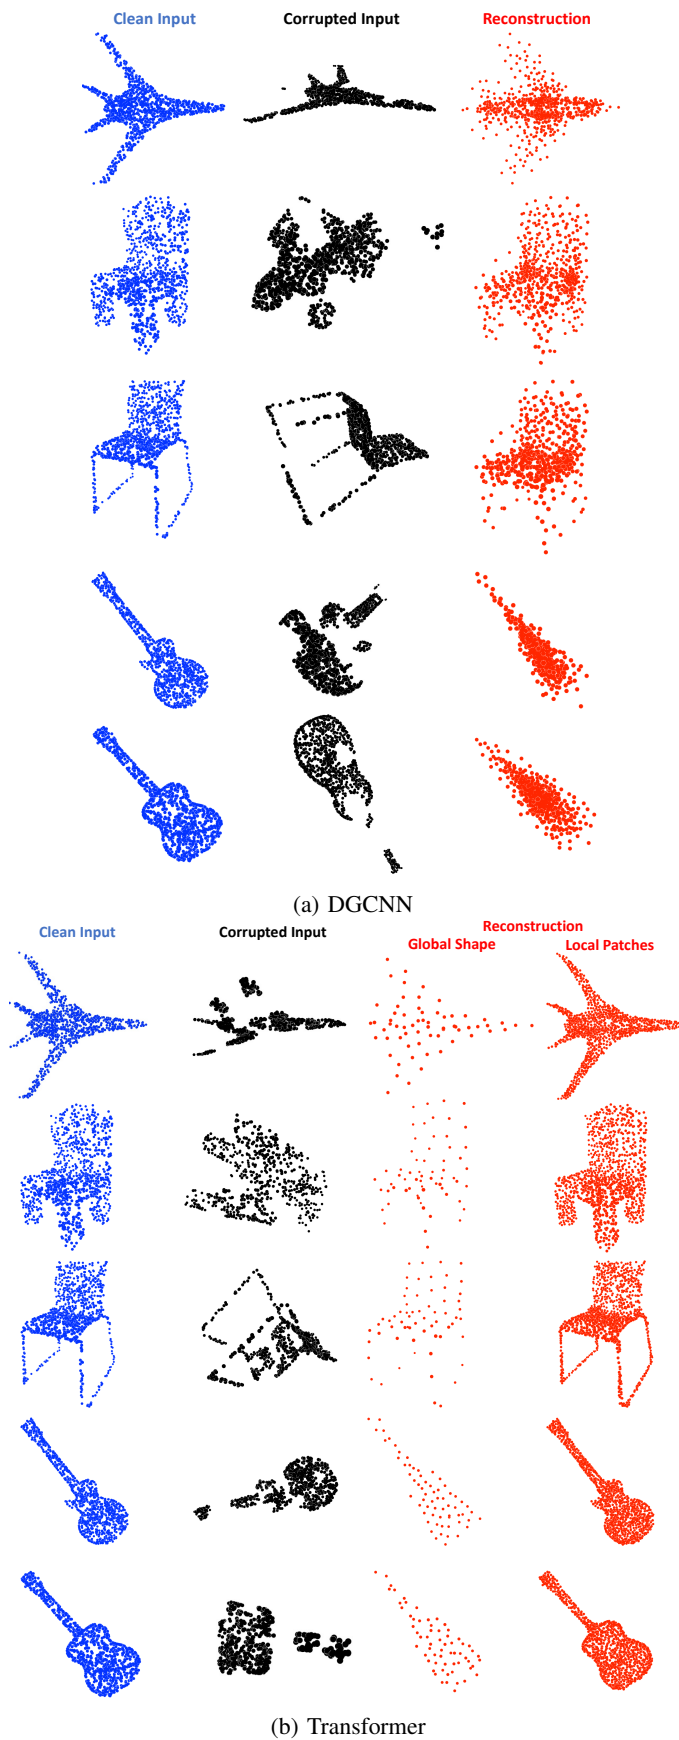 Clean Input Corrupted Input Reconstruction
(a) DGCNN
Reconstruction
Clean Input Corrupted Input Global Shape Local Patches
(b) Transformer